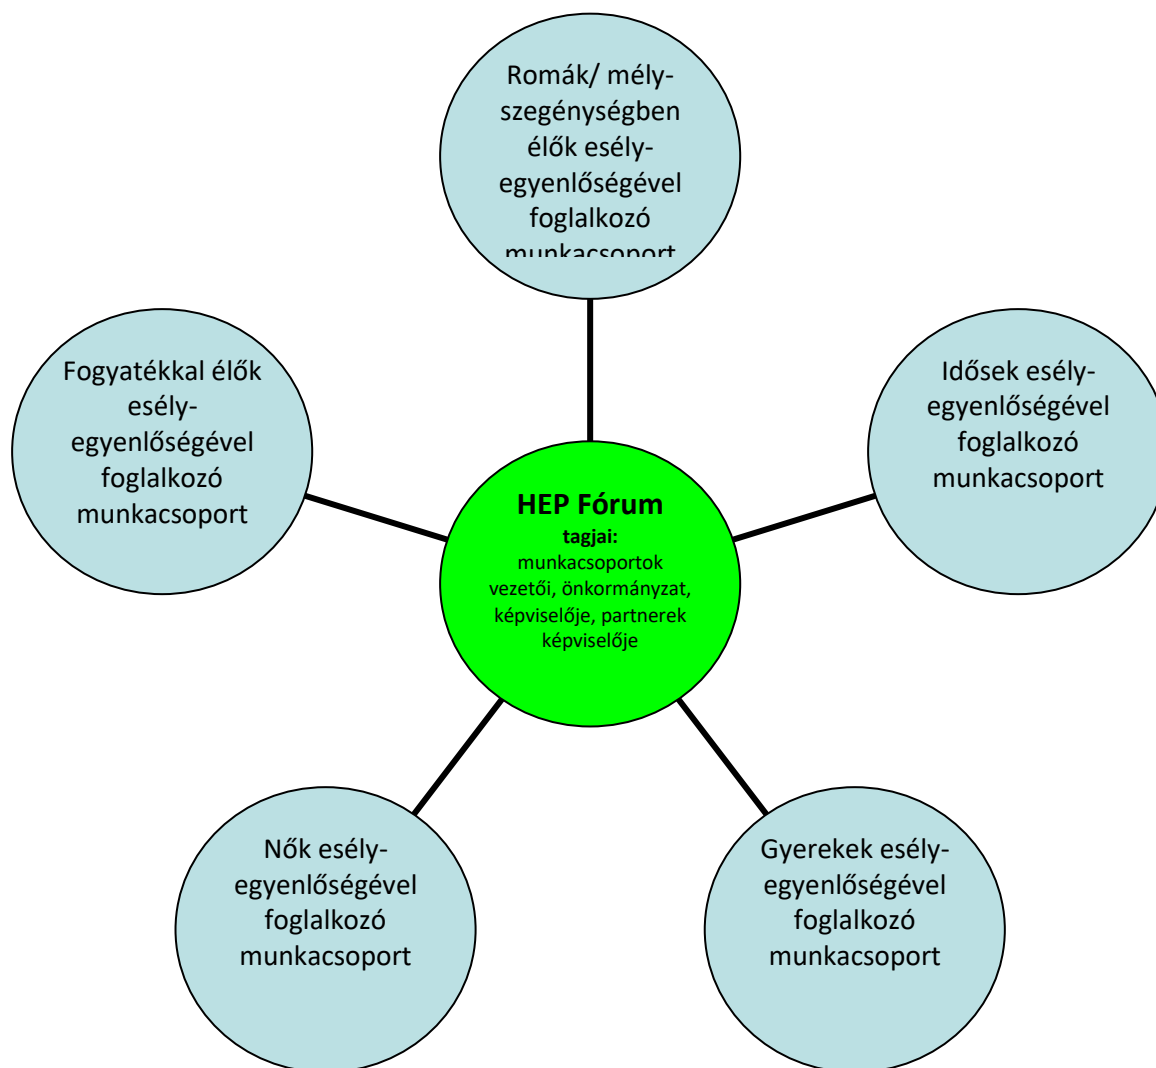 Romák/ mély-
szegénységben
élők esély-
egyenlőségével
foglalkozó
munkacsoport
Fogyatékkal élők
esély-
egyenlőségével
foglalkozó
munkacsoport
Idősek esély-
egyenlőségével
foglalkozó
munkacsoport
HEP Fórum
tagjai:
munkacsoportok
vezetői, önkormányzat,
képviselője, partnerek
képviselője
Nők esély-
egyenlőségével
foglalkozó
munkacsoport
Gyerekek esély-
egyenlőségével
foglalkozó
munkacsoport